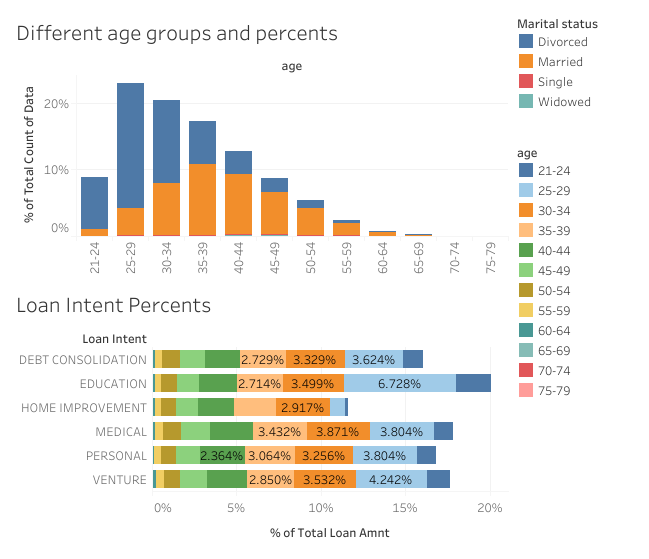 Different age groups and percents
age
% of Total Count of Data
20%
10%
0%
21-24
25-29
30-34
35-39
40-44
45-49
50-54
55-59
60-64
65-69
70-74
75-79
Marital status
Divorced
Married
Single
Widowed
age
21-24
25-29
30-34
35-39
40-44
45-49
50-54
55-59
60-64
65-69
70-74
75-79
Loan Intent Percents
Loan Intent
DEBT CONSOLIDATION 2.729% 3.329% 3.624%
EDUCATION 2.714% 3.499% 6.728%
HOME IMPROVEMENT 2.917%
MEDICAL 3.432% 3.871% 3.804%
PERSONAL 2.364% 3.064% 3.256% 3.804%
VENTURE 2.850% 3.532% 4.242%
0% 5% 10% 15% 20%
% of Total Loan Amnt